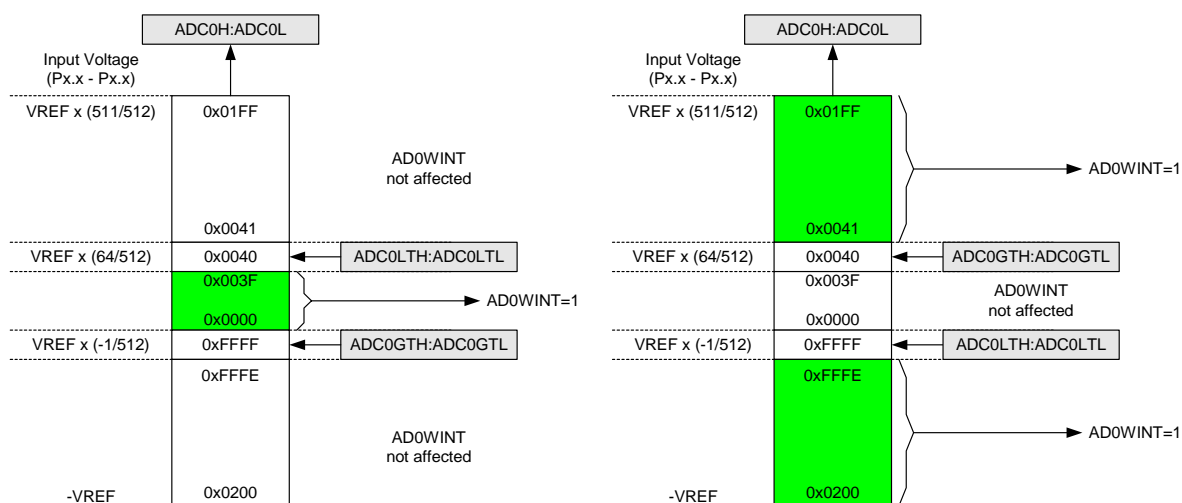 ADC0H:ADC0L
Input Voltage
(Px.x - Px.x)
VREF x (511/512)
0x01FF
AD0WINT
not affected
0x0041
VREF x (64/512)
0x0040
ADC0LTH:ADC0LTL
0x003F
AD0WINT=1
0x0000
VREF x (-1/512)
0xFFFF
ADC0GTH:ADC0GTL
0xFFFE
AD0WINT
not affected
-VREF
0x0200
ADC0H:ADC0L
Input Voltage
(Px.x - Px.x)
VREF x (511/512)
0x01FF
AD0WINT=1
0x0041
VREF x (64/512)
0x0040
ADC0GTH:ADC0GTL
0x003F
AD0WINT
not affected
0x0000
VREF x (-1/512)
0xFFFF
ADC0LTH:ADC0LTL
0xFFFE
AD0WINT=1
-VREF
0x0200